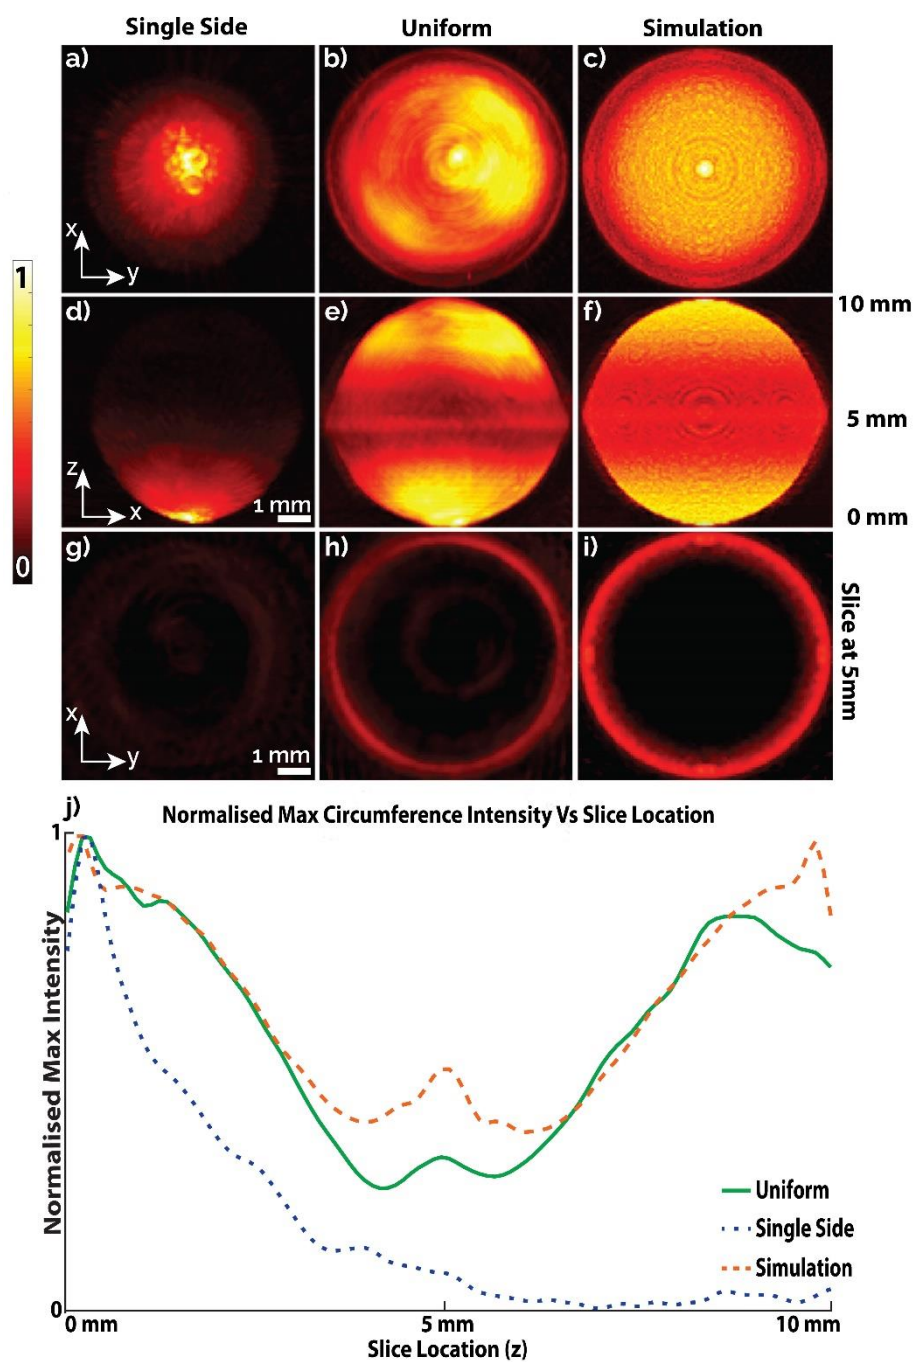 Single Side
Uniform
Simulation
a)
b)
c)
x
y
1
0
d)
e)
f)
10 mm
5 mm
0 mm
z
x
1 mm
g)
h)
i)
x
y
1 mm
Slice at 5mm
j)
Normalised Max Circumference Intensity Vs Slice Location
1
Normalised Max Intensity
Uniform
Single Side
Simulation
0
0 mm
5 mm
10 mm
Slice Location (z)